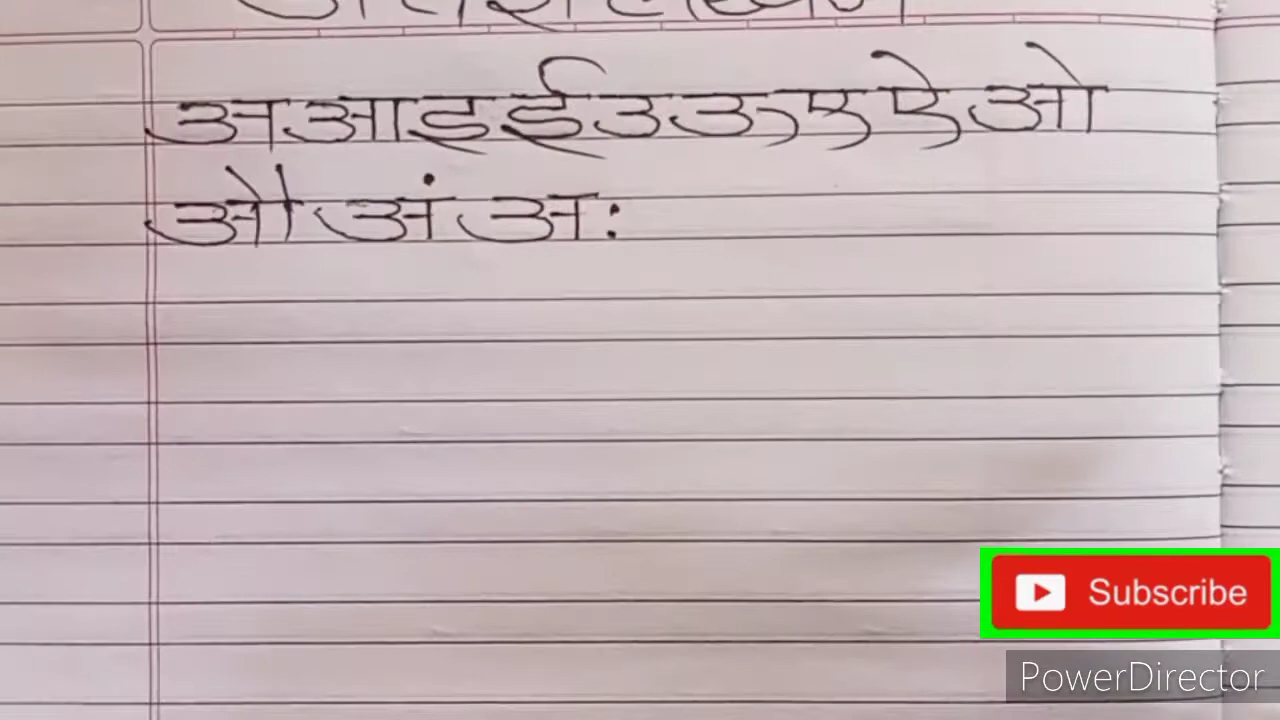 अ आ इ ई उ ऊ ए ऐ ओ
औ अं अः
Subscribe
PowerDirector